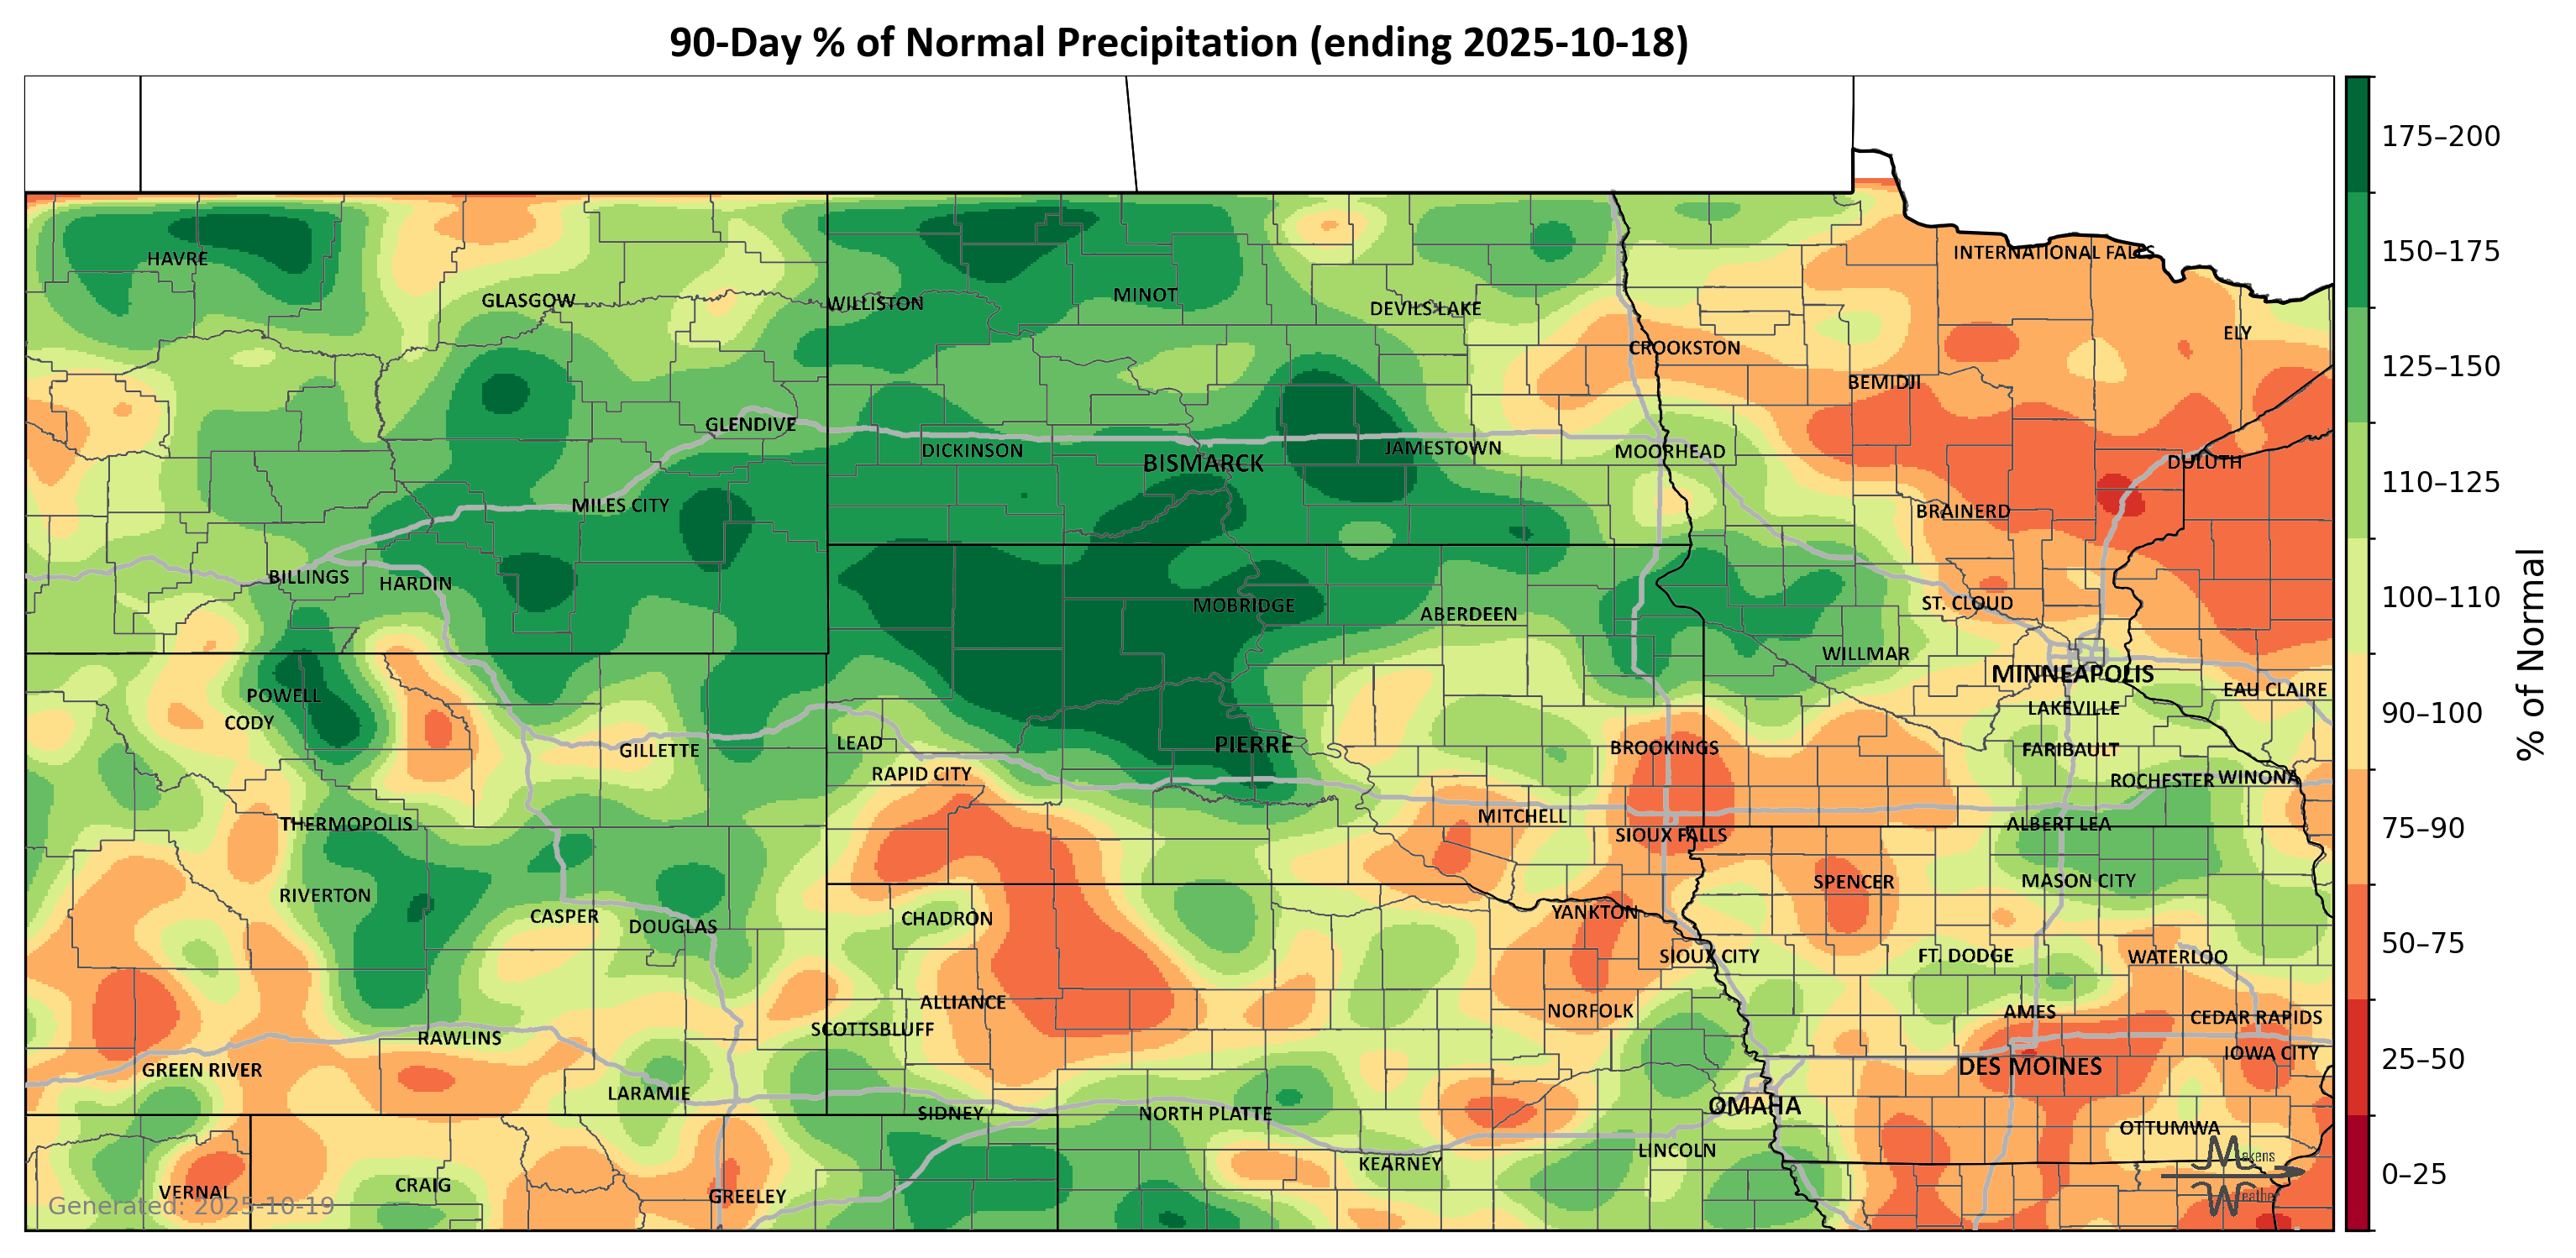 90-Day % of Normal Precipitation (ending 2025-10-18)
175–200
HAVRE
INTERNATIONAL FALLS
150–175
GLASGOW
WILLISTON
MINOT
DEVILS LAKE
ELY
CROOKSTON
125–150
BEMIDJI
GLENDIVE
DICKINSON
BISMARCK
JAMESTOWN
MOORHEAD
DULUTH
110–125
MILES CITY
BRAINERD
BILLINGS
HARDIN
MOBRIDGE
ABERDEEN
ST. CLOUD
100–110
WILLMAR
MINNEAPOLIS
POWELL
EAU CLAIRE
CODY
LAKEVILLE
90–100
GILLETTE
LEAD
PIERRE
BROOKINGS
FARIBAULT
% of Normal
RAPID CITY
ROCHESTER
WINONA
THERMOPOLIS
MITCHELL
SIOUX FALLS
ALBERT LEA
75–90
RIVERTON
SPENCER
MASON CITY
CASPER
DOUGLAS
CHADRON
YANKTON
SIOUX CITY
FT. DODGE
WATERLOO
50–75
ALLIANCE
NORFOLK
AMES
CEDAR RAPIDS
RAWLINS
SCOTTSBLUFF
IOWA CITY
GREEN RIVER
DES MOINES
25–50
LARAMIE
SIDNEY
NORTH PLATTE
OMAHA
OTTUMWA
LINCOLN
KEARNEY
Makens
Weather
0–25
VERNAL
CRAIG
GREELEY
Generated: 2025-10-19